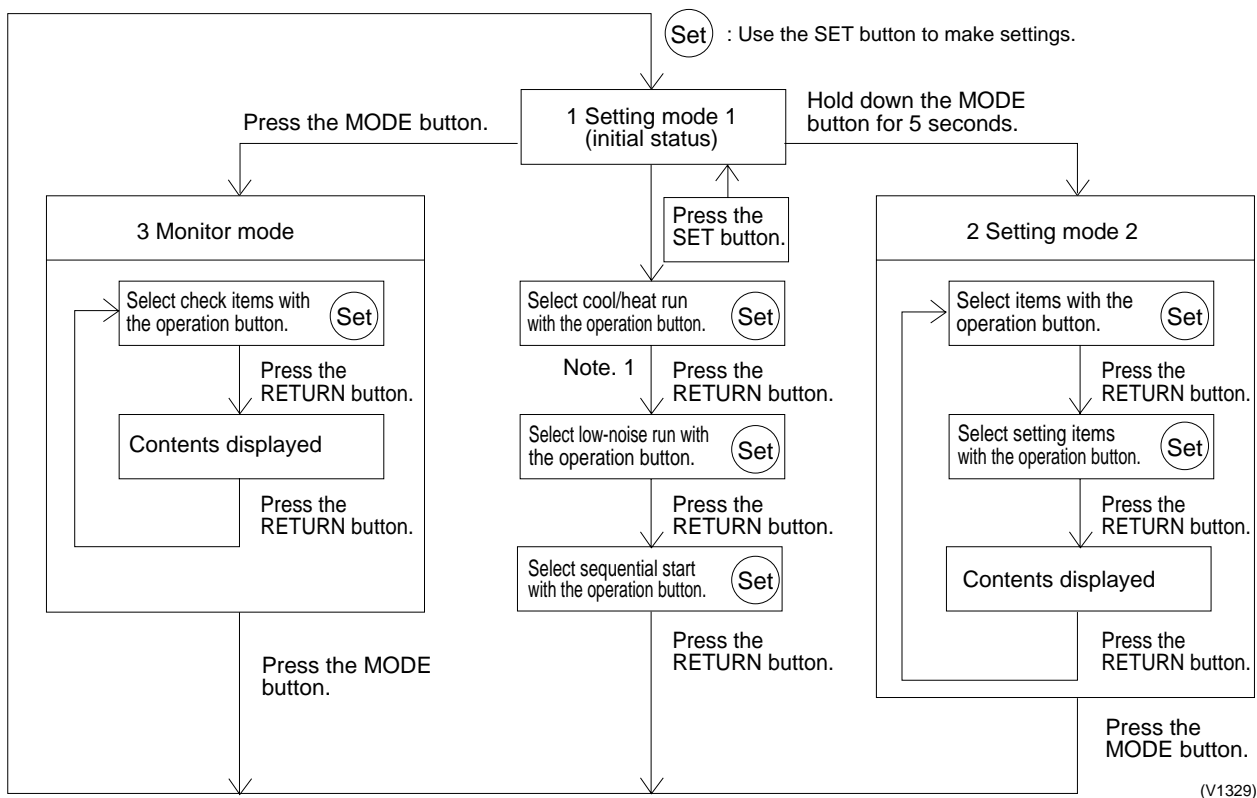 Set : Use the SET button to make settings.
1 Setting mode 1
(initial status)
Press the MODE button.
Hold down the MODE
button for 5 seconds.
Press the
SET button.
3 Monitor mode
Select check items with
the operation button.
Set
Press the
RETURN button.
Contents displayed
Press the
RETURN button.
Press the MODE
button.
Select cool/heat run
with the operation button.
Set
Note. 1
Press the
RETURN button.
Select low-noise run with
the operation button.
Set
Press the
RETURN button.
Select sequential start
with the operation button.
Set
Press the
RETURN button.
2 Setting mode 2
Select items with the
operation button.
Set
Press the
RETURN button.
Select setting items
with the operation button.
Set
Press the
RETURN button.
Contents displayed
Press the
RETURN button.
Press the
MODE button.
(V1329)